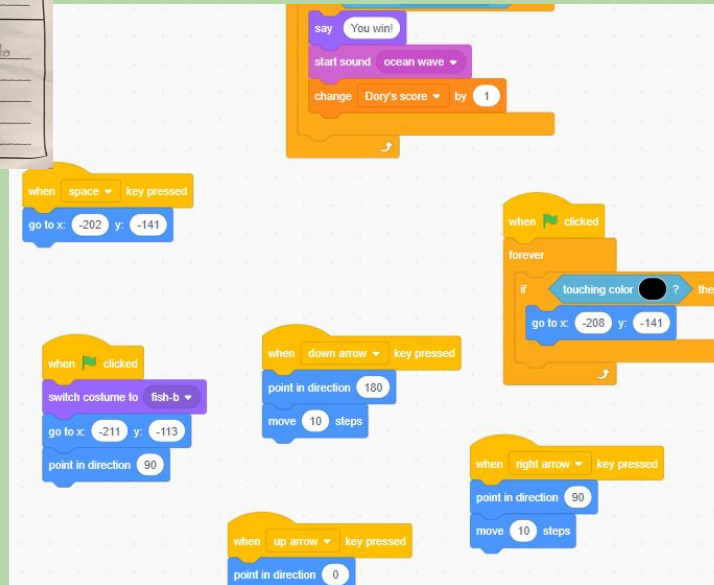 say You win!
start sound ocean wave
change Dory's score by 1
when space key pressed
go to x: -202 y: -141
when clicked
forever
if touching color ? the
go to x: -208 y: -141
when clicked
switch costume to fish-b
go to x: -211 y: -113
point in direction 90
when down arrow key pressed
point in direction 180
move 10 steps
when right arrow key pressed
point in direction 90
move 10 steps
when up arrow key pressed
point in direction 0